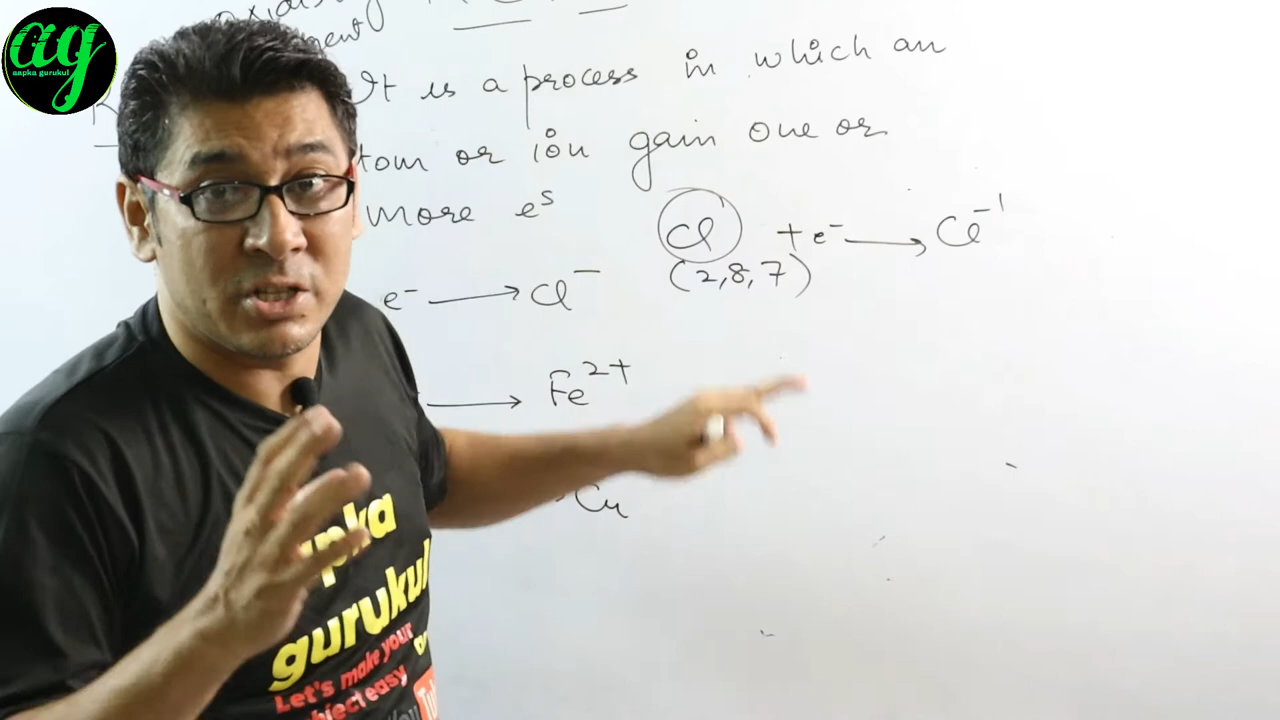 ag
aapka gurukul
It is a process in which an
tom or ion gain one or
more e^s
Cl + e⁻ ⟶ Cl⁻¹
(2,8,7)
e⁻ ⟶ Cl⁻
⟶ Fe²⁺
Cu
apka
gurukul
Let's make your
subject easy